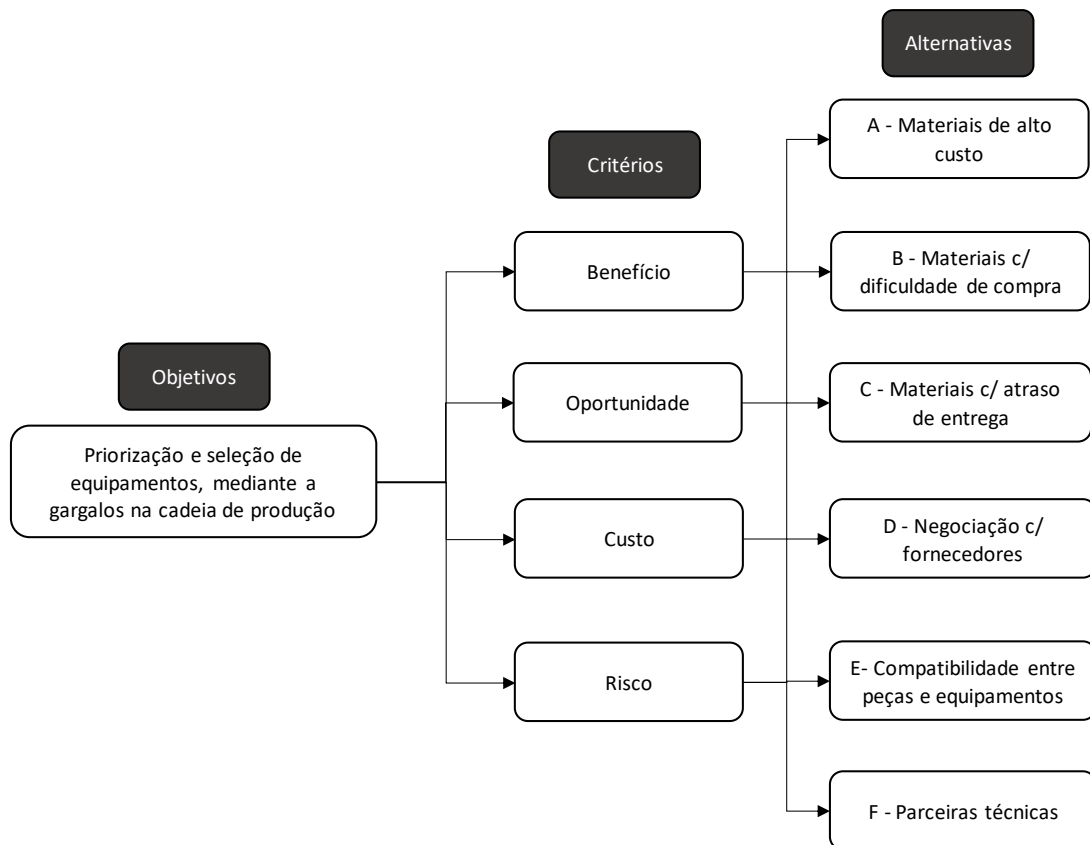 Alternativas
A - Materiais de alto
custo
Critérios
Benefício
B - Materiais c/
dificuldade de compra
Objetivos
Oportunidade
C - Materiais c/ atraso
de entrega
Priorização e seleção de
equipamentos, mediante a
gargalos na cadeia de produção
Custo
D - Negociação c/
fornecedores
Risco
E- Compatibilidade entre
peças e equipamentos
F - Parceiras técnicas